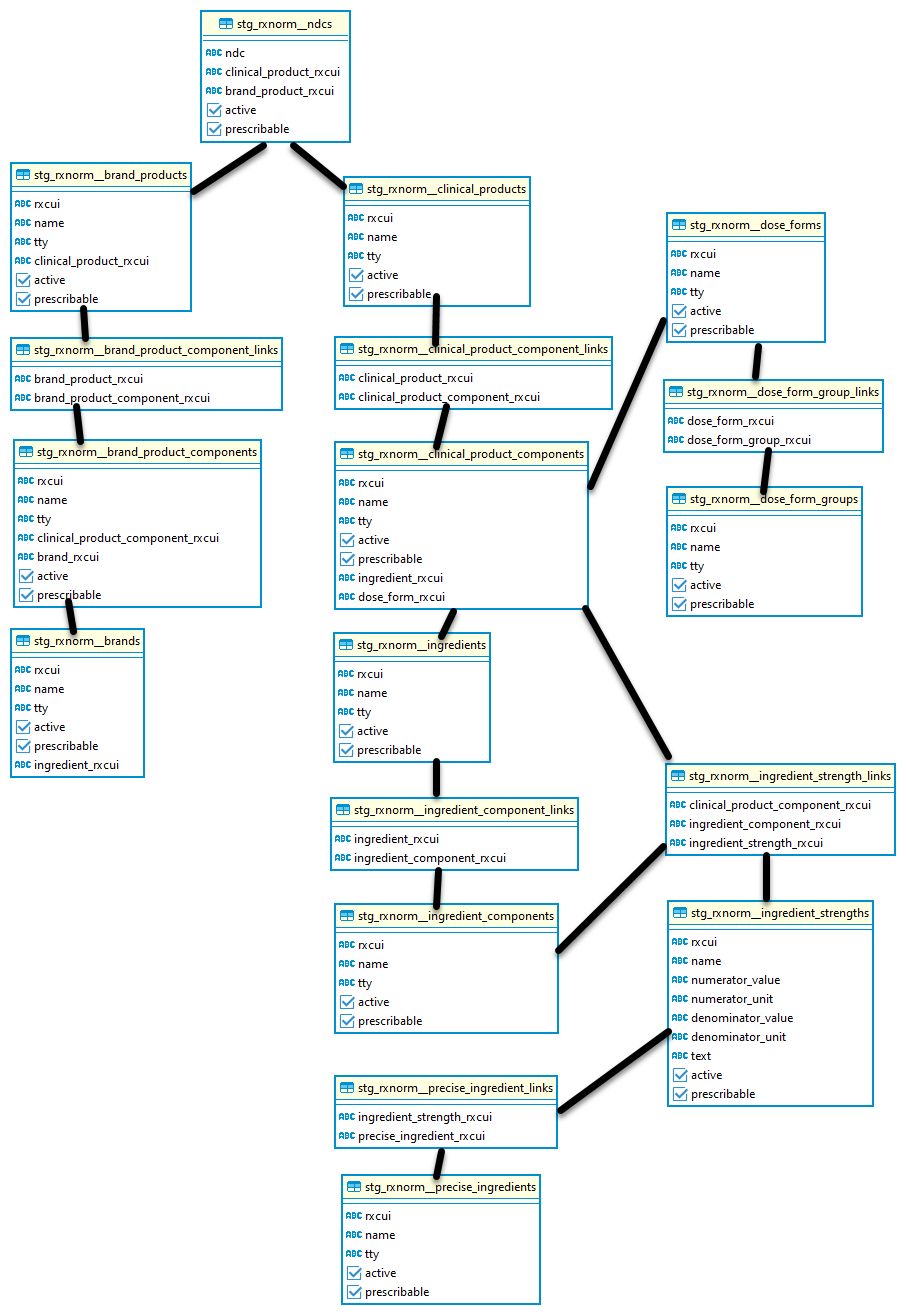 stg_rxnorm__ndcs
ABC ndc
ABC clinical_product_rxcui
ABC brand_product_rxcui
active
prescribable
stg_rxnorm__brand_products
ABC rxcui
ABC name
ABC tty
ABC clinical_product_rxcui
active
prescribable
stg_rxnorm__clinical_products
ABC rxcui
ABC name
ABC tty
active
prescribable
stg_rxnorm__dose_forms
ABC rxcui
ABC name
ABC tty
active
prescribable
stg_rxnorm__brand_product_component_links
ABC brand_product_rxcui
ABC brand_product_component_rxcui
stg_rxnorm__clinical_product_component_links
ABC clinical_product_rxcui
ABC clinical_product_component_rxcui
stg_rxnorm__dose_form_group_links
ABC dose_form_rxcui
ABC dose_form_group_rxcui
stg_rxnorm__brand_product_components
ABC rxcui
ABC name
ABC tty
ABC clinical_product_component_rxcui
ABC brand_rxcui
active
prescribable
stg_rxnorm__clinical_product_components
ABC rxcui
ABC name
ABC tty
active
prescribable
ABC ingredient_rxcui
ABC dose_form_rxcui
stg_rxnorm__dose_form_groups
ABC rxcui
ABC name
ABC tty
active
prescribable
stg_rxnorm__brands
ABC rxcui
ABC name
ABC tty
active
prescribable
ABC ingredient_rxcui
stg_rxnorm__ingredients
ABC rxcui
ABC name
ABC tty
active
prescribable
stg_rxnorm__ingredient_strength_links
ABC clinical_product_component_rxcui
ABC ingredient_component_rxcui
ABC ingredient_strength_rxcui
stg_rxnorm__ingredient_component_links
ABC ingredient_rxcui
ABC ingredient_component_rxcui
stg_rxnorm__ingredient_components
ABC rxcui
ABC name
ABC tty
active
prescribable
stg_rxnorm__ingredient_strengths
ABC rxcui
ABC name
ABC numerator_value
ABC numerator_unit
ABC denominator_value
ABC denominator_unit
ABC text
active
prescribable
stg_rxnorm__precise_ingredient_links
ABC ingredient_strength_rxcui
ABC precise_ingredient_rxcui
stg_rxnorm__precise_ingredients
ABC rxcui
ABC name
ABC tty
active
prescribable